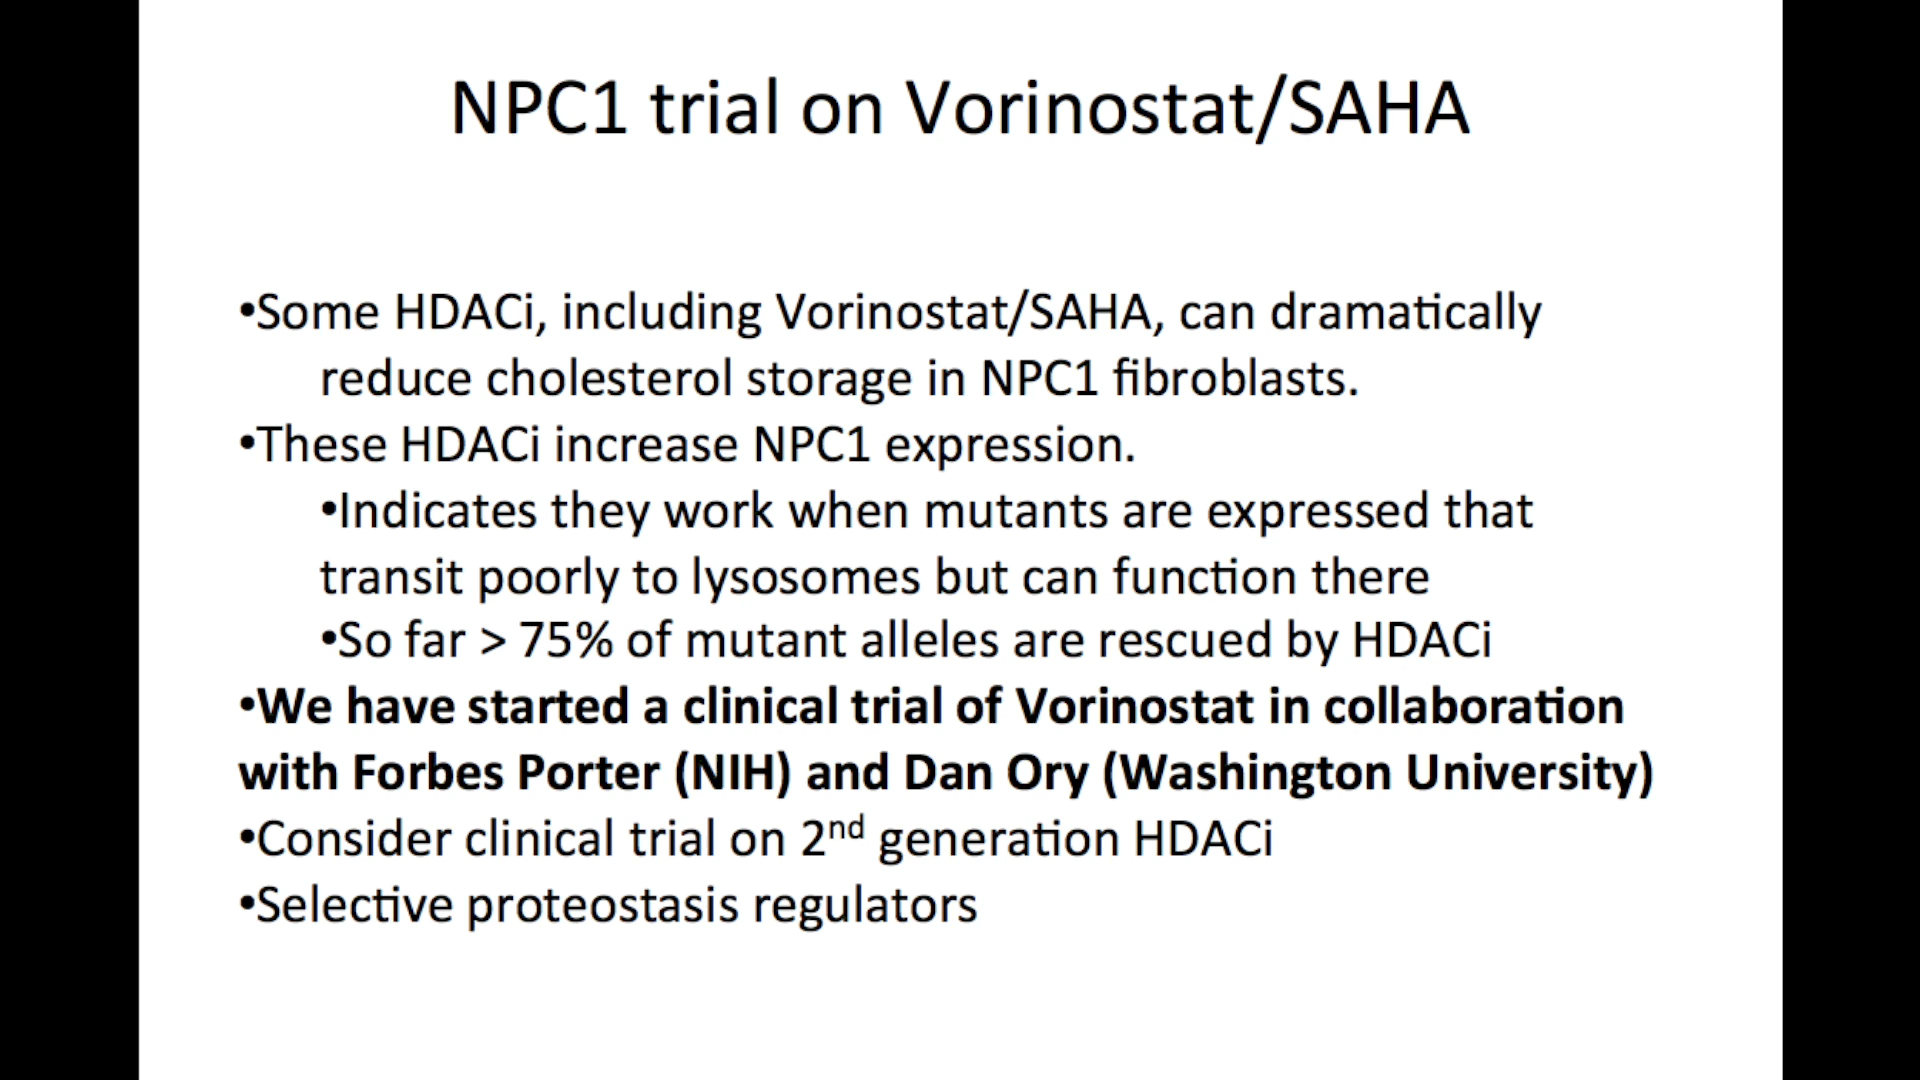 NPC1 trial on Vorinostat/SAHA
•Some HDACi, including Vorinostat/SAHA, can dramatically
reduce cholesterol storage in NPC1 fibroblasts.
•These HDACi increase NPC1 expression.
•Indicates they work when mutants are expressed that
transit poorly to lysosomes but can function there
•So far > 75% of mutant alleles are rescued by HDACi
•We have started a clinical trial of Vorinostat in collaboration
with Forbes Porter (NIH) and Dan Ory (Washington University)
•Consider clinical trial on 2nd generation HDACi
•Selective proteostasis regulators